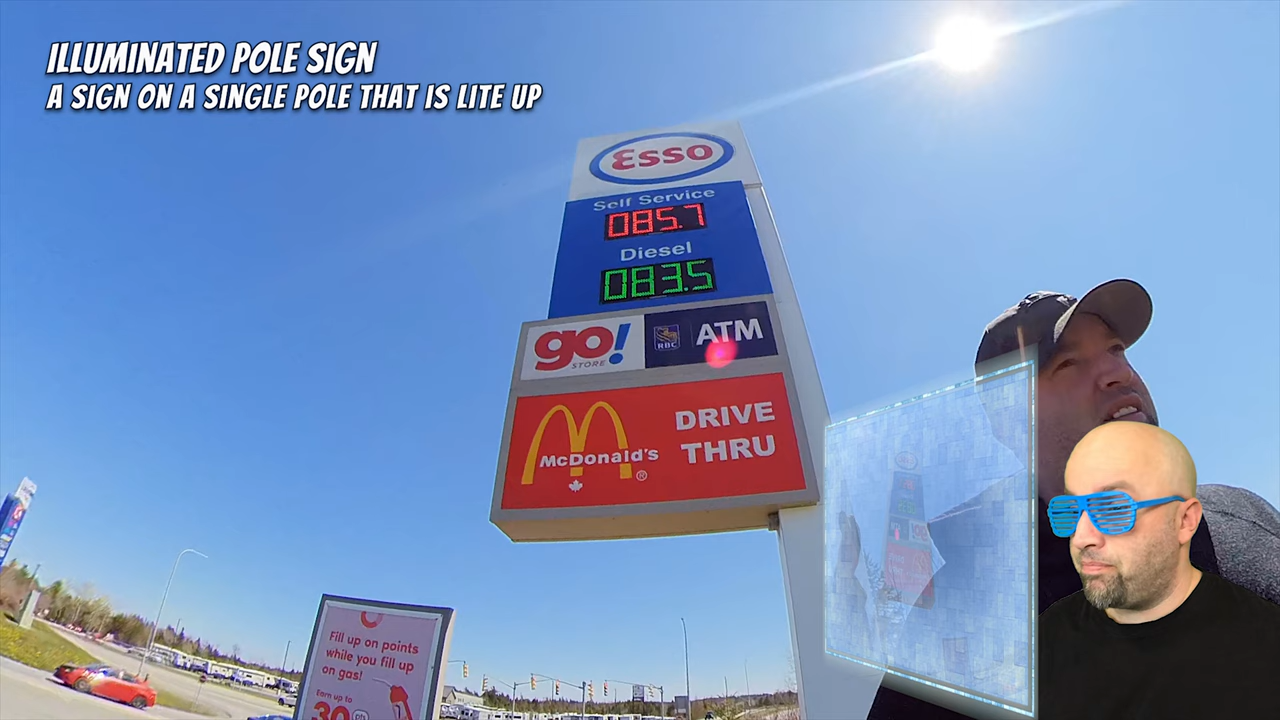 ILLUMINATED POLE SIGN
A SIGN ON A SINGLE POLE THAT IS LITE UP
Esso
Self Service
085.7
Diesel
083.5
go!
STORE
RBC
ATM
McDonald's
®
DRIVE
THRU
Fill up on points
while you fill up
on gas!
Earn up to
30 pts